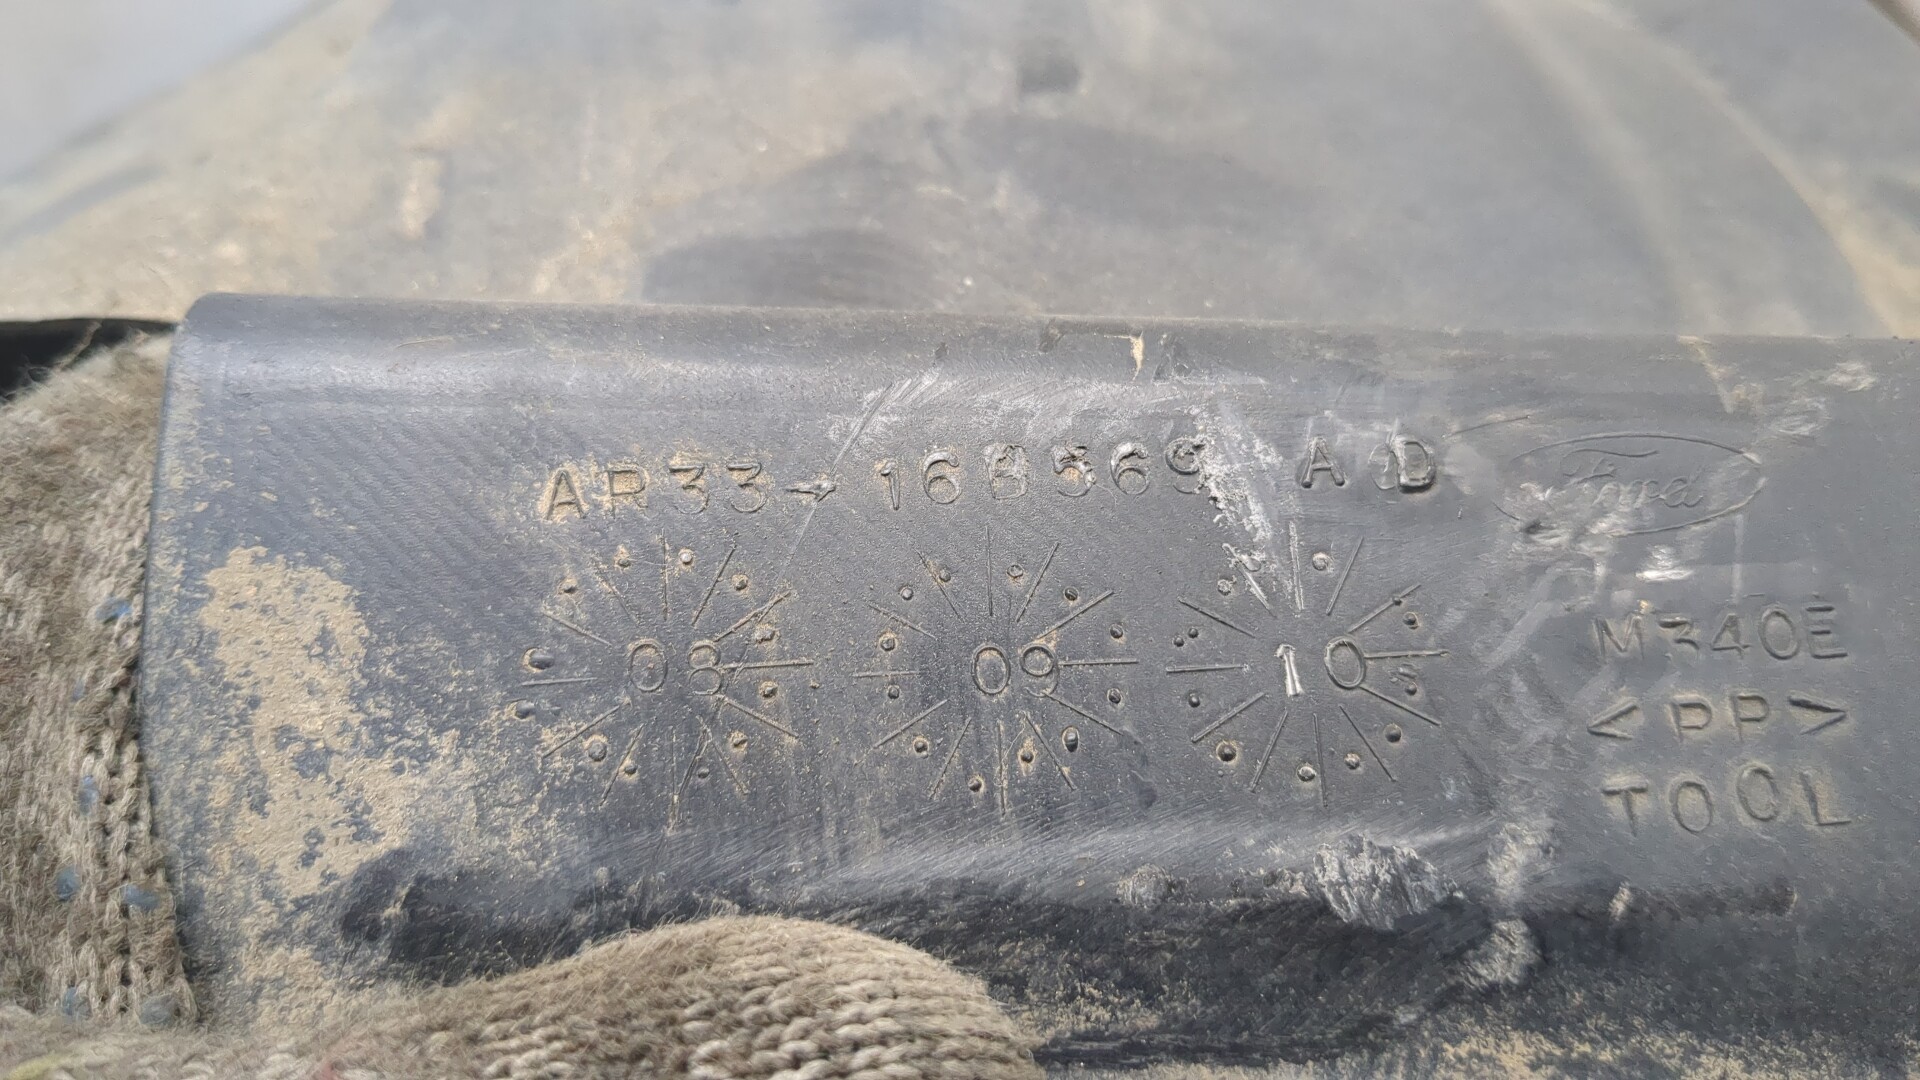 AR33-16B569-AD
Ford
08
09
10
M340E
<PP>
TOOL